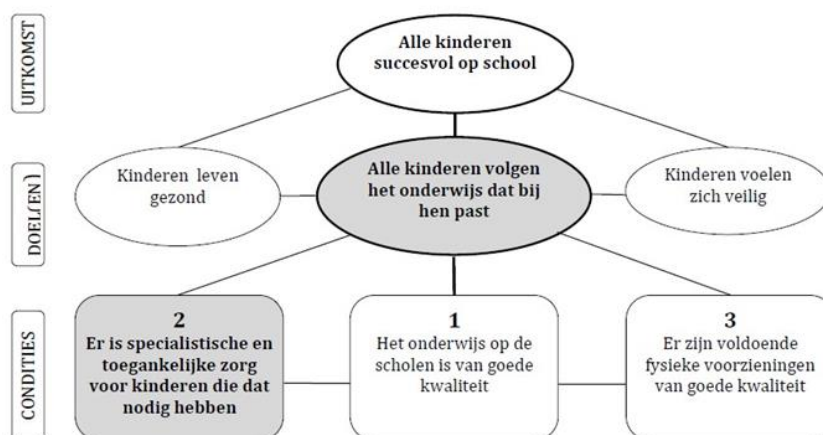 UITKOMST
Alle kinderen
succesvol op school
DOEL(EN)
Kinderen leven
gezond
Alle kinderen volgen
het onderwijs dat bij
hen past
Kinderen voelen
zich veilig
CONDITIES
2
Er is specialistische en
toegankelijke zorg
voor kinderen die dat
nodig hebben
1
Het onderwijs op de
scholen is van goede
kwaliteit
3
Er zijn voldoende
fysieke voorzieningen
van goede kwaliteit